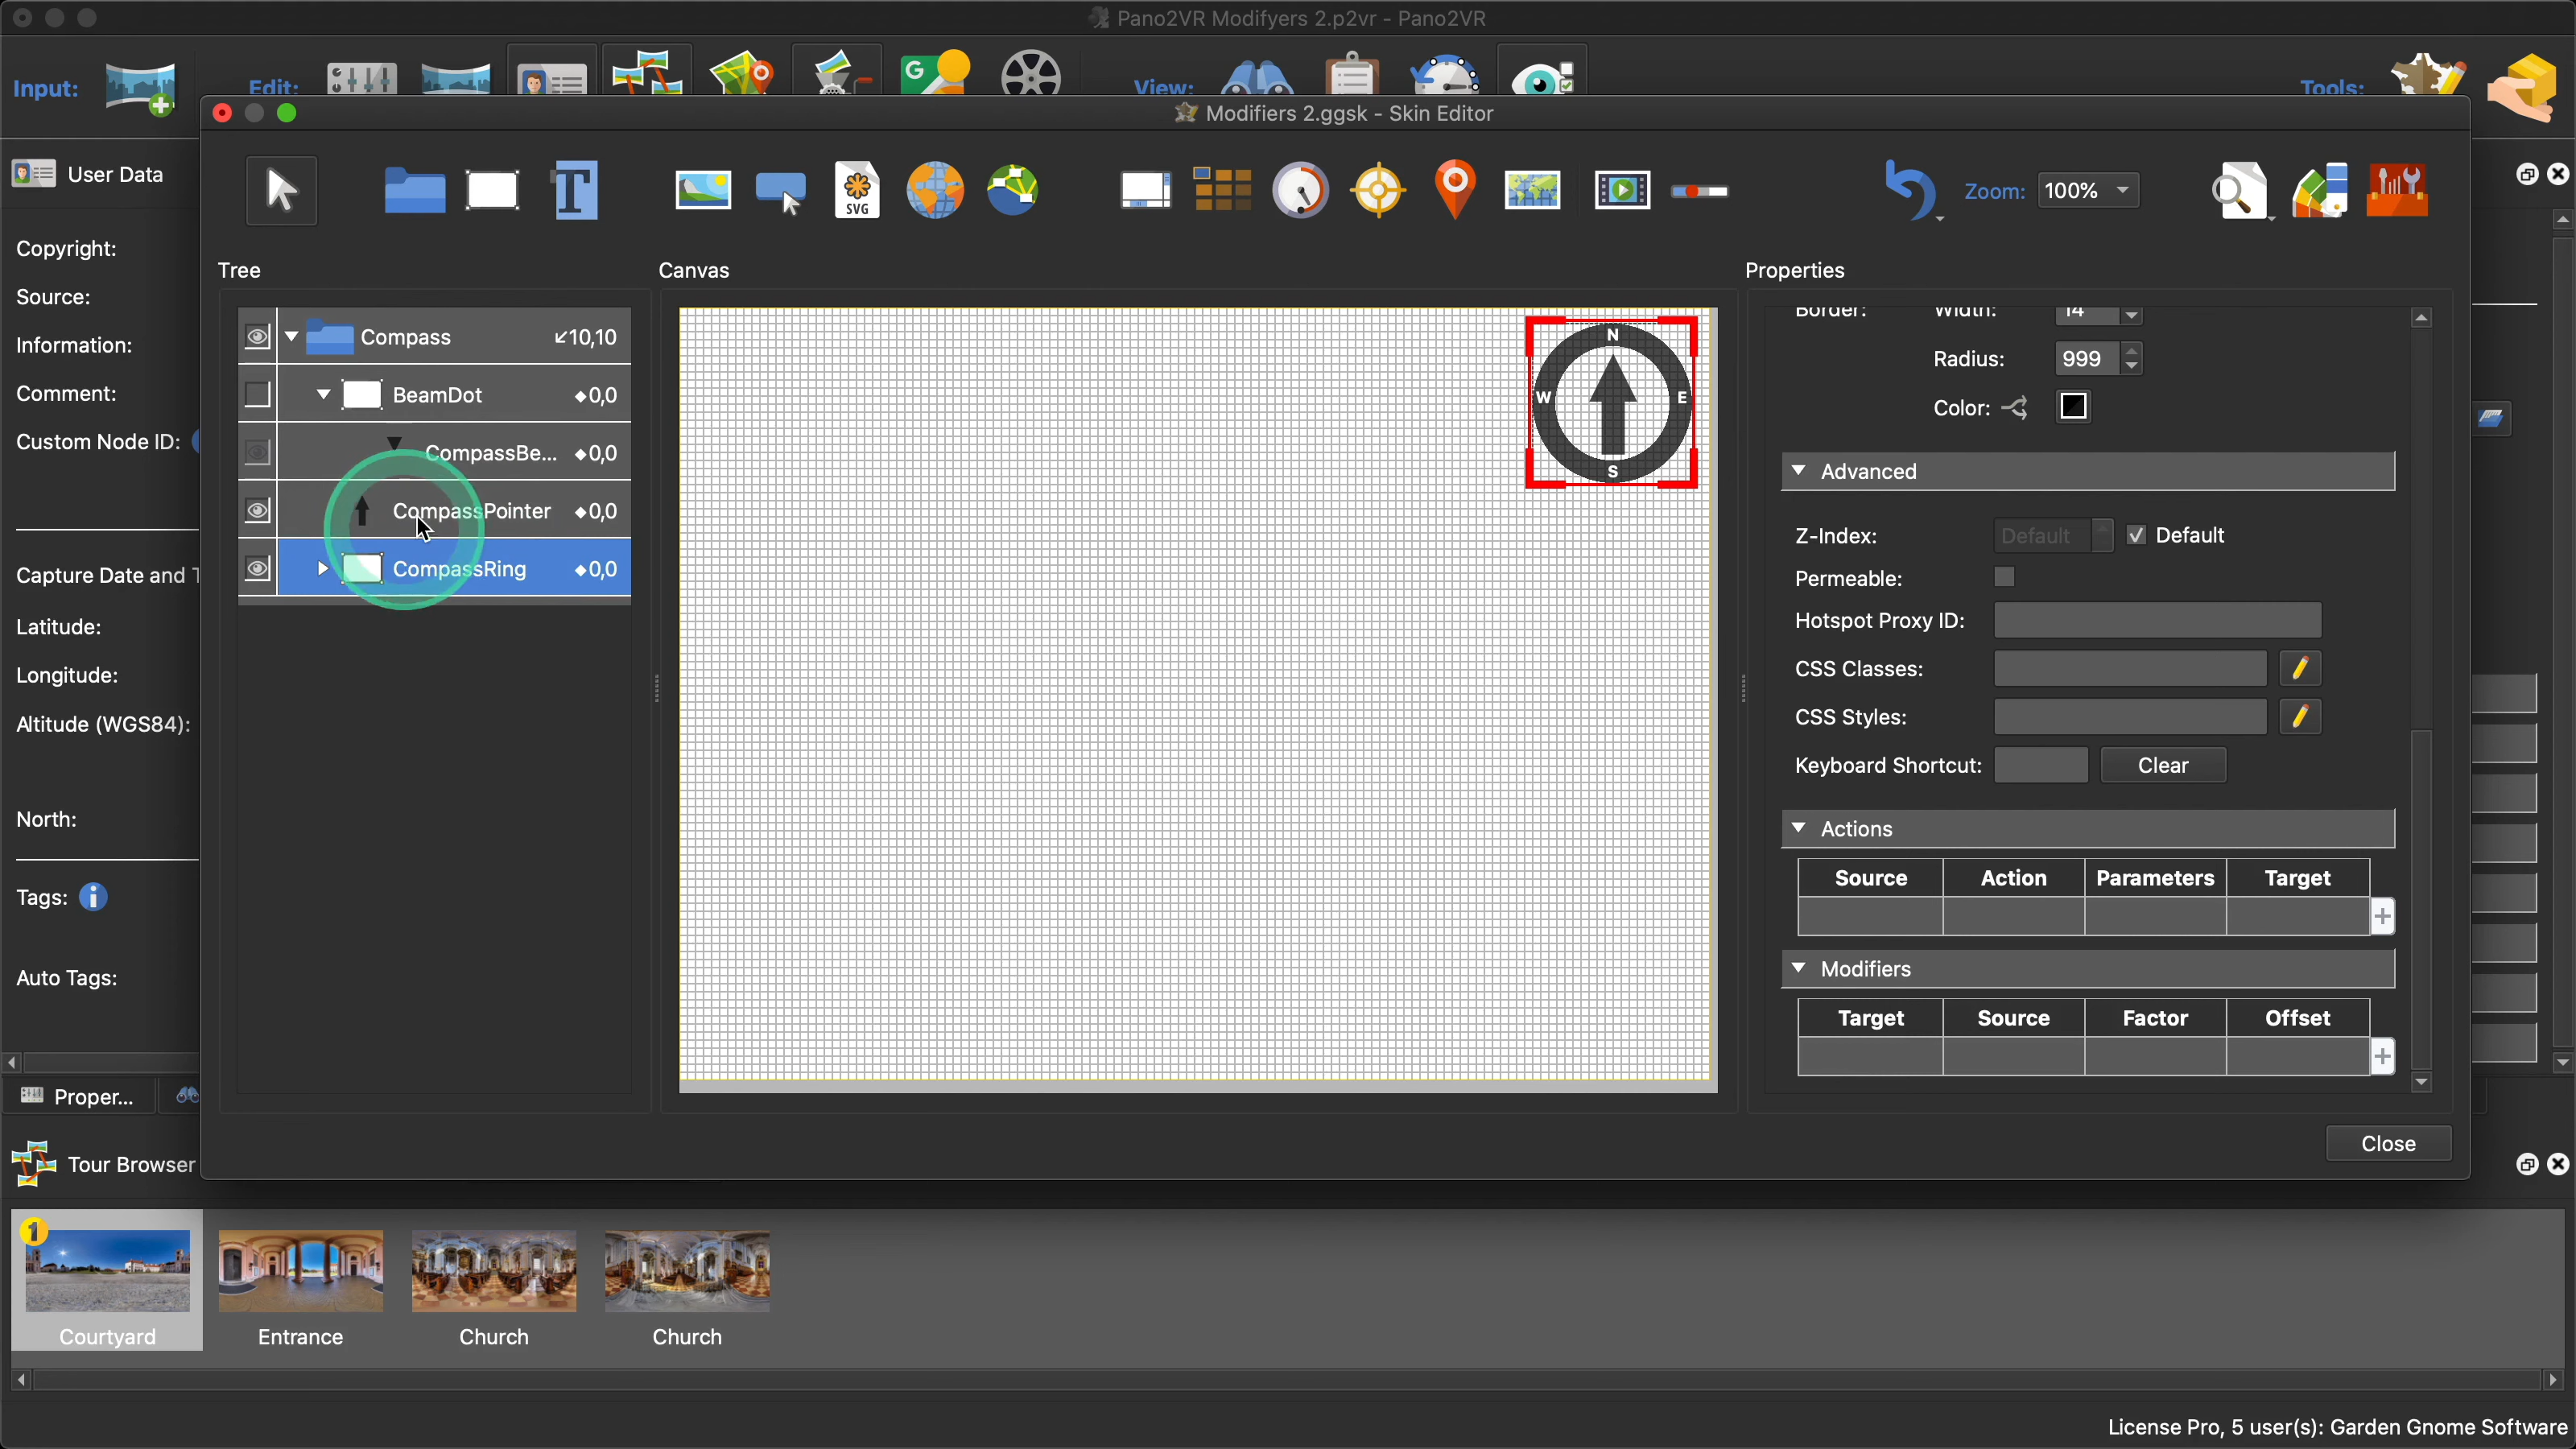 Pano2VR Modifyers 2.p2vr - Pano2VR
Input:
Edit:
G
View:
Tools:
Modifiers 2.ggsk - Skin Editor
User Data
T
SVG
Zoom:
100%
Copyright:
Source:
Information:
Comment:
Custom Node ID:
Capture Date and T
Latitude:
Longitude:
Altitude (WGS84):
North:
Tags:
Auto Tags:
Proper...
Tree
Compass
10,10
BeamDot
0,0
CompassBe...
0,0
CompassPointer
0,0
CompassRing
0,0
Canvas
N
W
E
S
Properties
Border:
Width:
14
Radius:
999
Color:
Advanced
Z-Index:
Default
Default
Permeable:
Hotspot Proxy ID:
CSS Classes:
CSS Styles:
Keyboard Shortcut:
Clear
Actions
Source Action Parameters Target
Modifiers
Target Source Factor Offset
Close
Tour Browser
1
Courtyard
Entrance
Church
Church
License Pro, 5 user(s): Garden Gnome Software